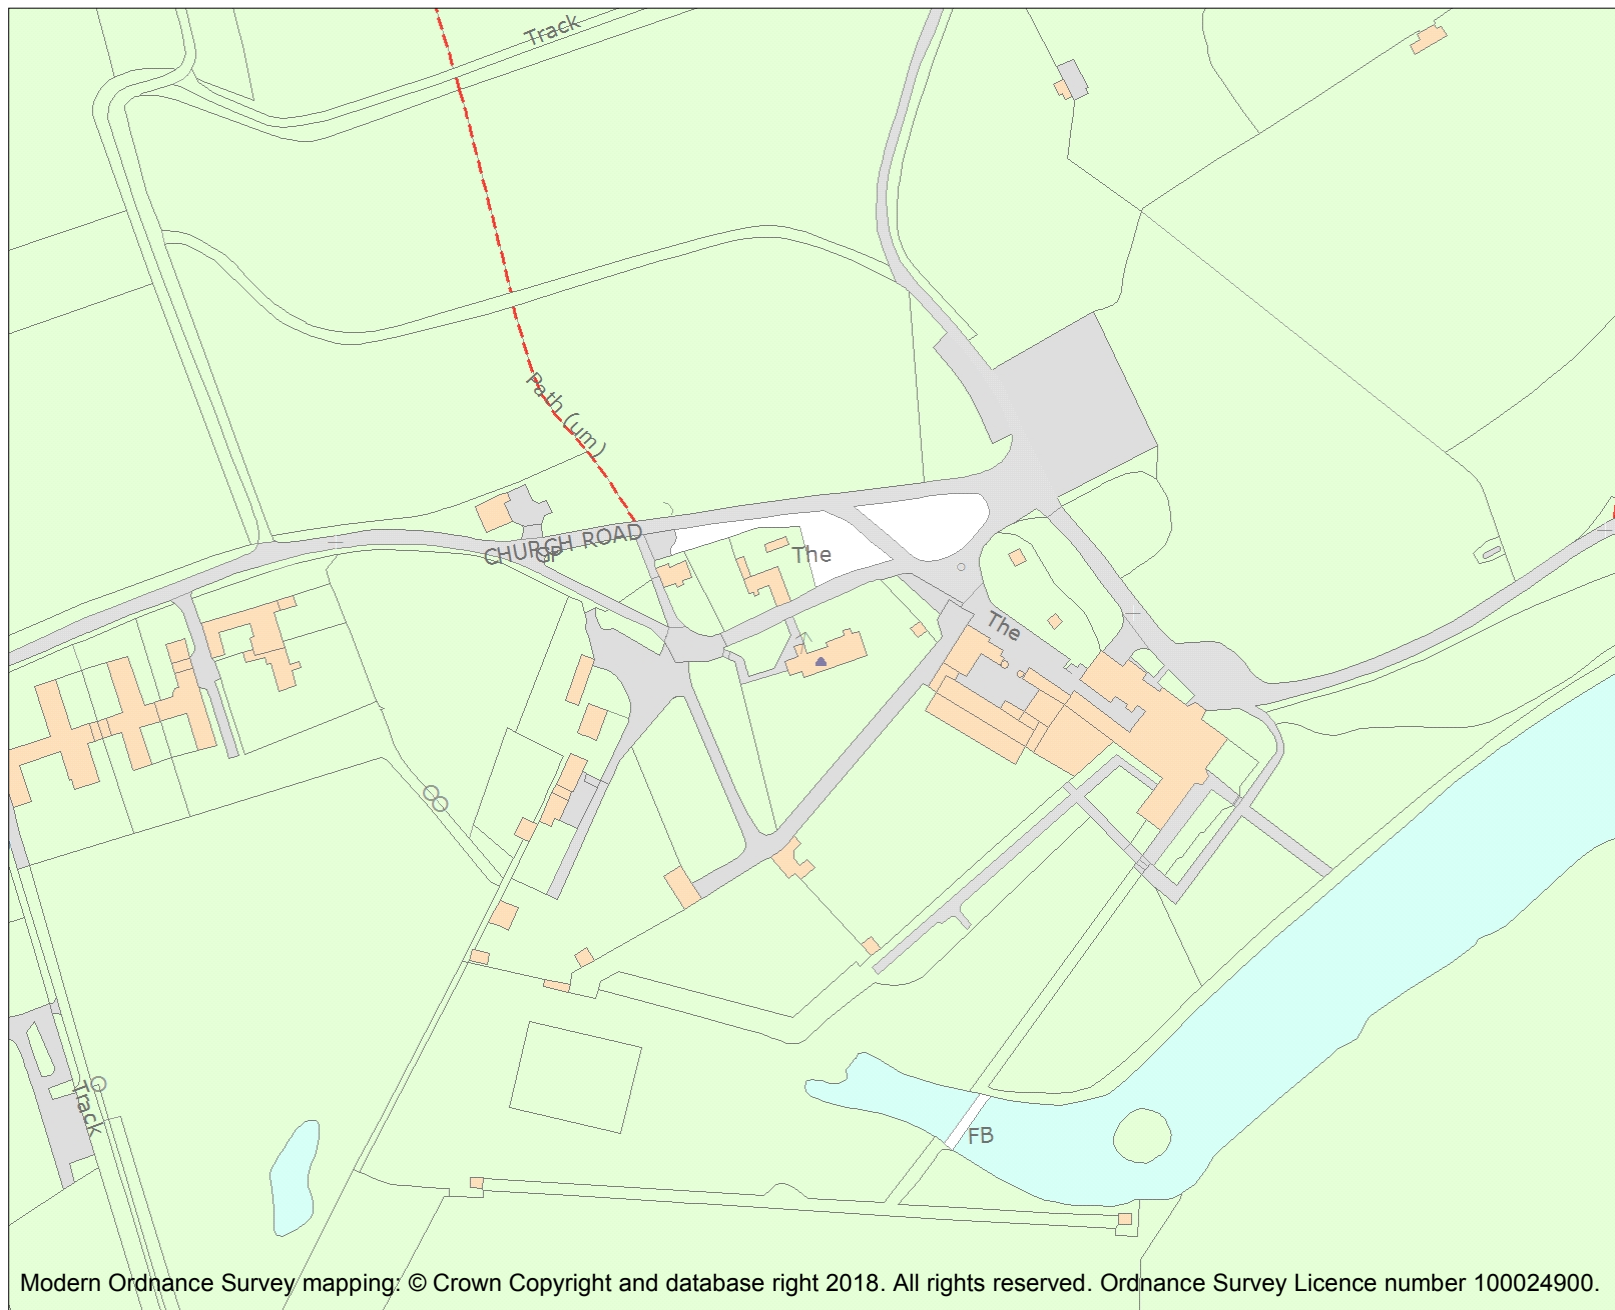 Track
Path (um)
CHURCH ROAD
GP
The
The
Track
FB
Modern Ordnance Survey mapping: © Crown Copyright and database right 2018. All rights reserved. Ordnance Survey Licence number 100024900.